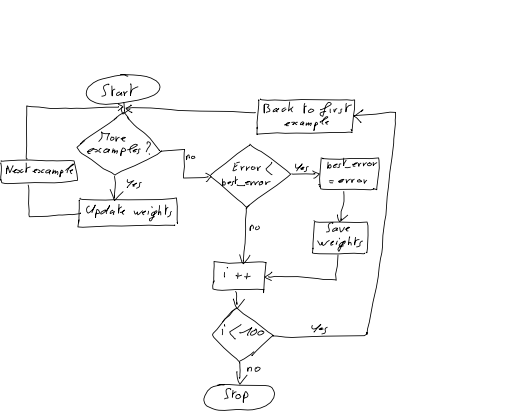 Start
Back to first
example
More
examples?
no
Error <
best_error
Yes
best_error
= error
Next example
Yes
Update weights
no
Save
weights
i ++
i < 100
Yes
no
Stop